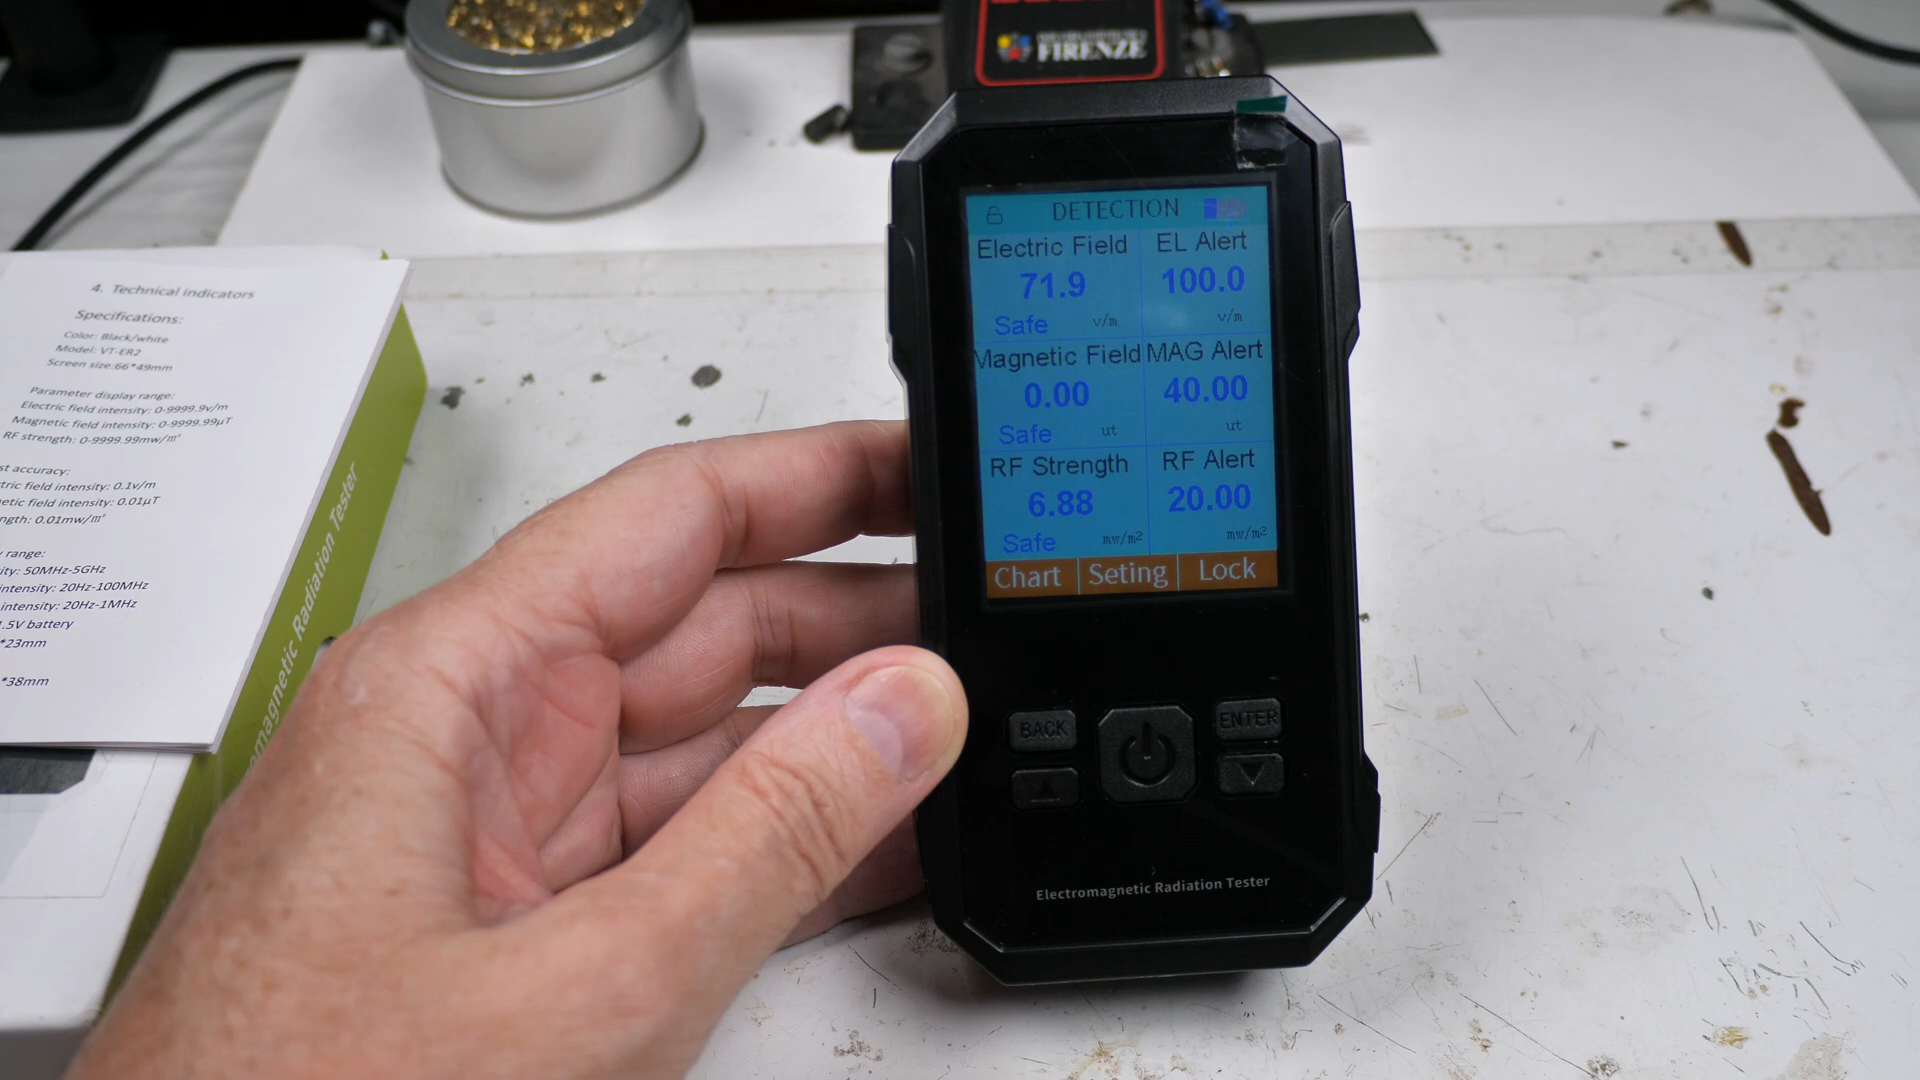 FIRENZE
DETECTION
Electric Field
EL Alert
71.9
100.0
Safe
v/m
v/m
Magnetic Field
MAG Alert
0.00
40.00
Safe
ut
ut
RF Strength
RF Alert
6.88
20.00
Safe
mw/m2
mw/m2
Chart
Seting
Lock
BACK
ENTER
Electromagnetic Radiation Tester
4. Technical indicators
Specifications:
Color: Black/white
Model: VT-ER2
Screen size:66*49mm
Parameter display range:
Electric field intensity: 0-9999.9v/m
Magnetic field intensity: 0-9999.99μT
RF strength: 0-9999.99mw/㎡
accuracy:
field intensity: 0.1v/m
field intensity: 0.01μT
0.01mw/㎡
range:
50MHz-5GHz
intensity: 20Hz-100MHz
intensity: 20Hz-1MHz
.5V battery
*23mm
*38mm
magnetic Radiation Tester